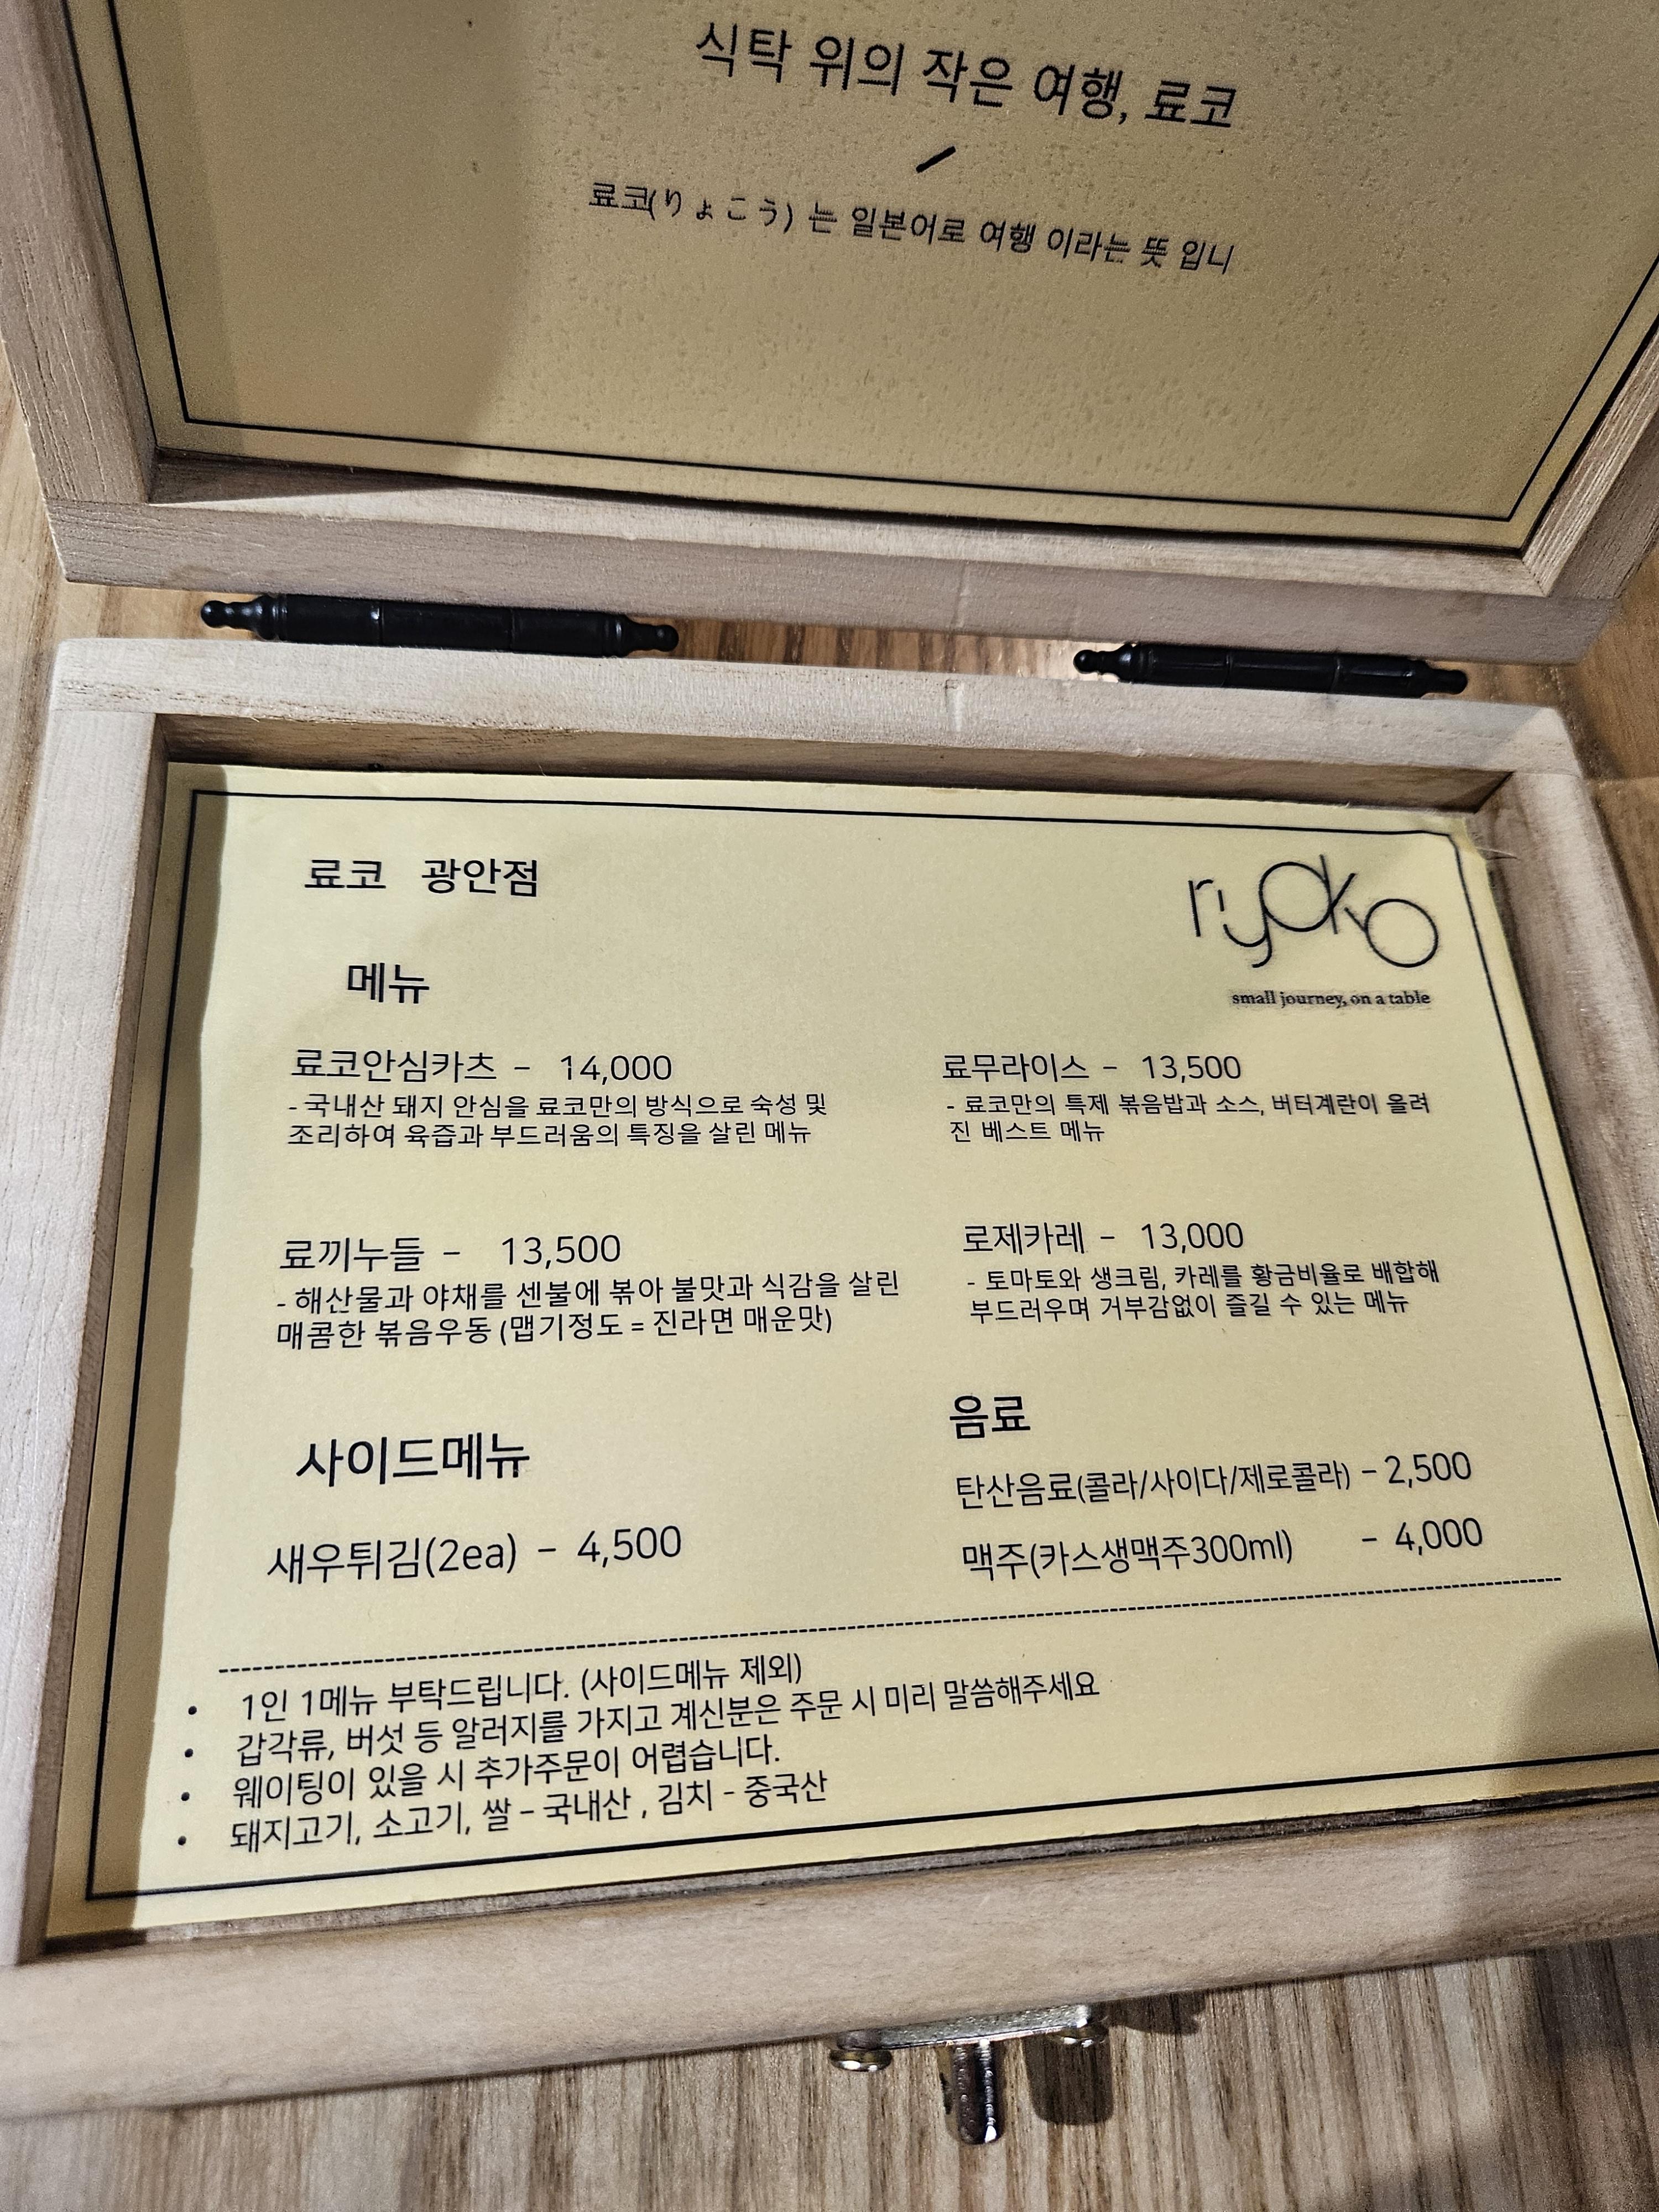 식탁 위의 작은 여행, 료코
료코(りょこう) 는 일본어로 여행 이라는 뜻 입니
료코 광안점
ryoko
small journey, on a table
메뉴
료코안심카츠 - 14,000
- 국내산 돼지 안심을 료코만의 방식으로 숙성 및
조리하여 육즙과 부드러움의 특징을 살린 메뉴
료무라이스 - 13,500
- 료코만의 특제 볶음밥과 소스, 버터계란이 올려
진 베스트 메뉴
료끼누들 - 13,500
- 해산물과 야채를 센불에 볶아 불맛과 식감을 살린
매콤한 볶음우동 (맵기정도 = 진라면 매운맛)
로제카레 - 13,000
- 토마토와 생크림, 카레를 황금비율로 배합해
부드러우며 거부감없이 즐길 수 있는 메뉴
사이드메뉴
새우튀김(2ea) - 4,500
음료
탄산음료(콜라/사이다/제로콜라) - 2,500
맥주(카스생맥주300ml) - 4,000
• 1인 1메뉴 부탁드립니다. (사이드메뉴 제외)
• 갑각류, 버섯 등 알러지를 가지고 계신분은 주문 시 미리 말씀해주세요
• 웨이팅이 있을 시 추가주문이 어렵습니다.
• 돼지고기, 소고기, 쌀 - 국내산 , 김치 - 중국산